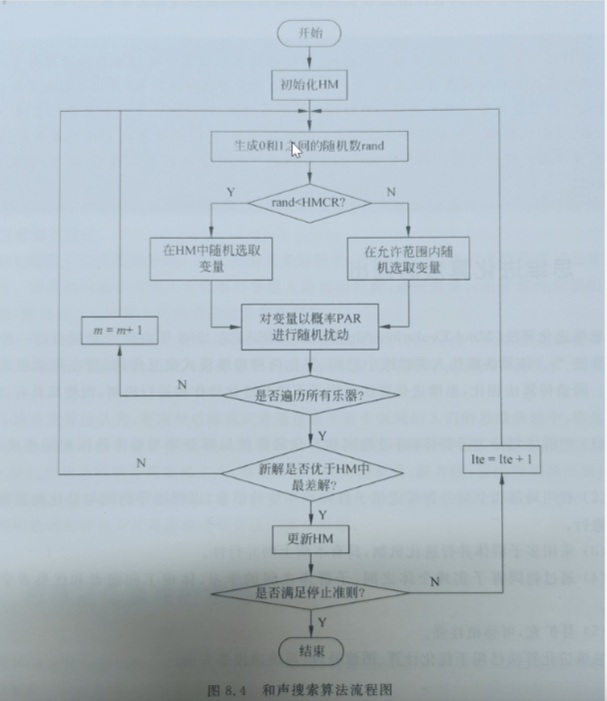 开始
初始化HM
生成0和1之间的随机数rand
rand<HMCR?
Y
N
在HM中随机选取
变量
在允许范围内随
机选取变量
对变量以概率PAR
进行随机扰动
m = m+ 1
是否遍历所有乐器?
N
Y
Ite = Ite + 1
新解是否优于HM中
最差解?
N
Y
更新HM
是否满足停止准则?
N
Y
结束
图 8.4 和声搜索算法流程图